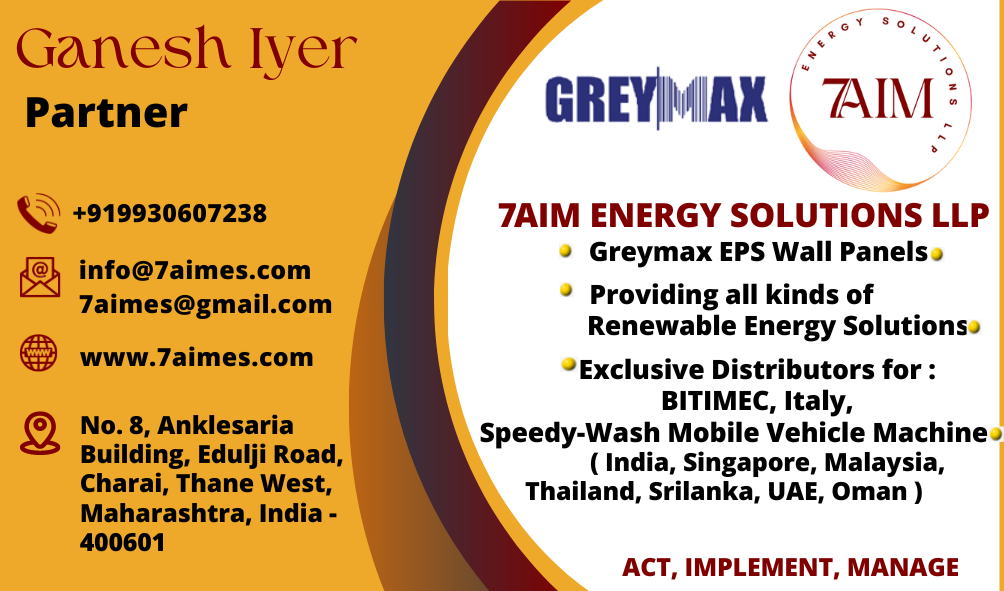 Ganesh Iyer
Partner
+919930607238
info@7aimes.com
7aimes@gmail.com
www.7aimes.com
No. 8, Anklesaria
Building, Edulji Road,
Charai, Thane West,
Maharashtra, India -
400601
GREYMAX
ENERGY SOLUTIONS LLP
7AIM
7AIM ENERGY SOLUTIONS LLP
Greymax EPS Wall Panels
Providing all kinds of
Renewable Energy Solutions
Exclusive Distributors for :
BITIMEC, Italy,
Speedy-Wash Mobile Vehicle Machine
( India, Singapore, Malaysia,
Thailand, Srilanka, UAE, Oman )
ACT, IMPLEMENT, MANAGE